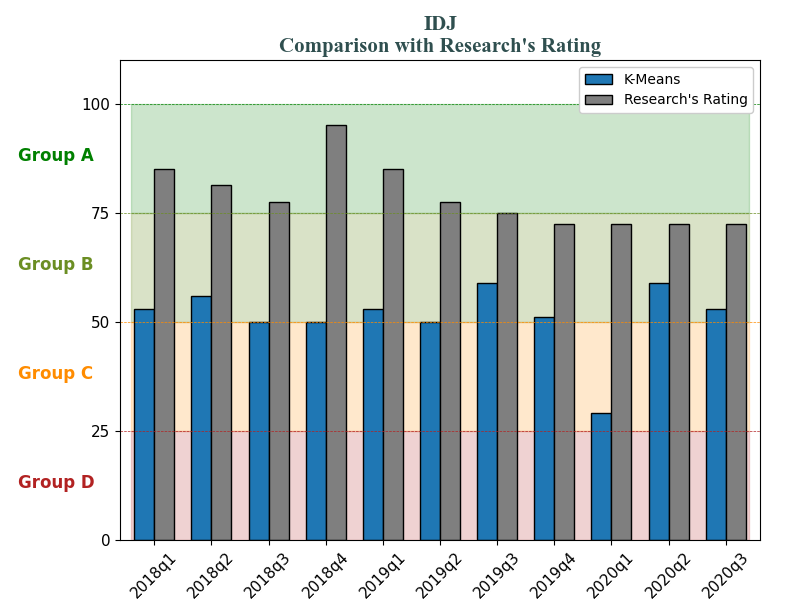 IDJ
Comparison with Research's Rating
K-Means
Research's Rating
100
Group A
75
Group B
50
Group C
25
Group D
0
2018q1 2018q2 2018q3 2018q4 2019q1 2019q2 2019q3 2019q4 2020q1 2020q2 2020q3